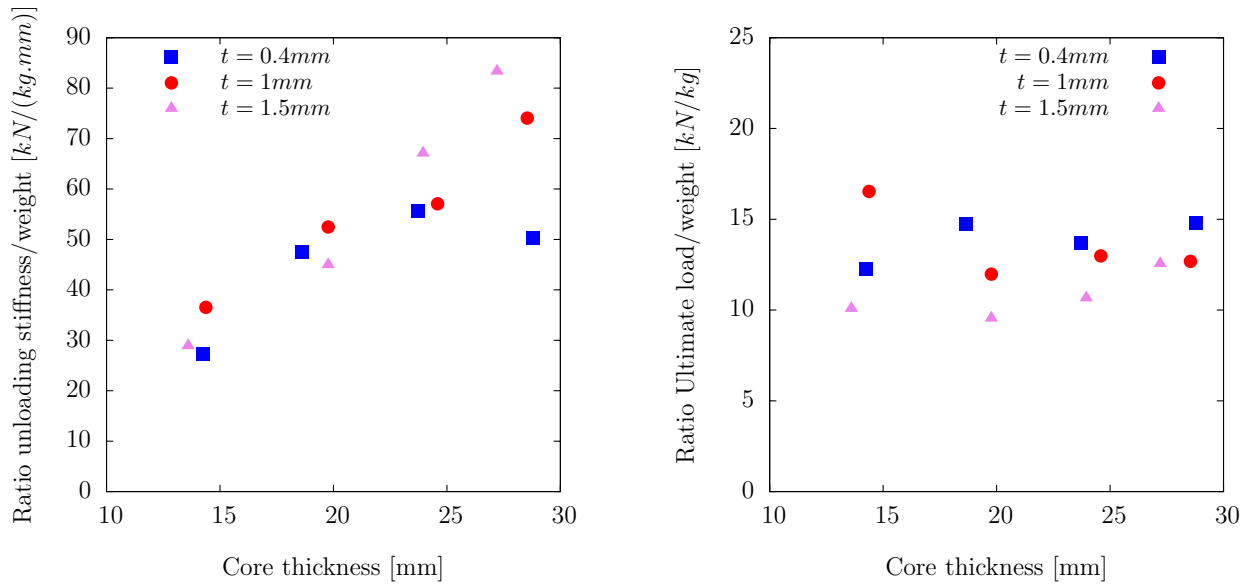 Ratio unloading stiffness/weight [kN/(kg.mm)]
90
80
70
60
50
40
30
20
10
0
t = 0.4mm
t = 1mm
t = 1.5mm
10 15 20 25 30
Core thickness [mm]
Ratio Ultimate load/weight [kN/kg]
25
20
15
10
5
0
t = 0.4mm
t = 1mm
t = 1.5mm
10 15 20 25 30
Core thickness [mm]